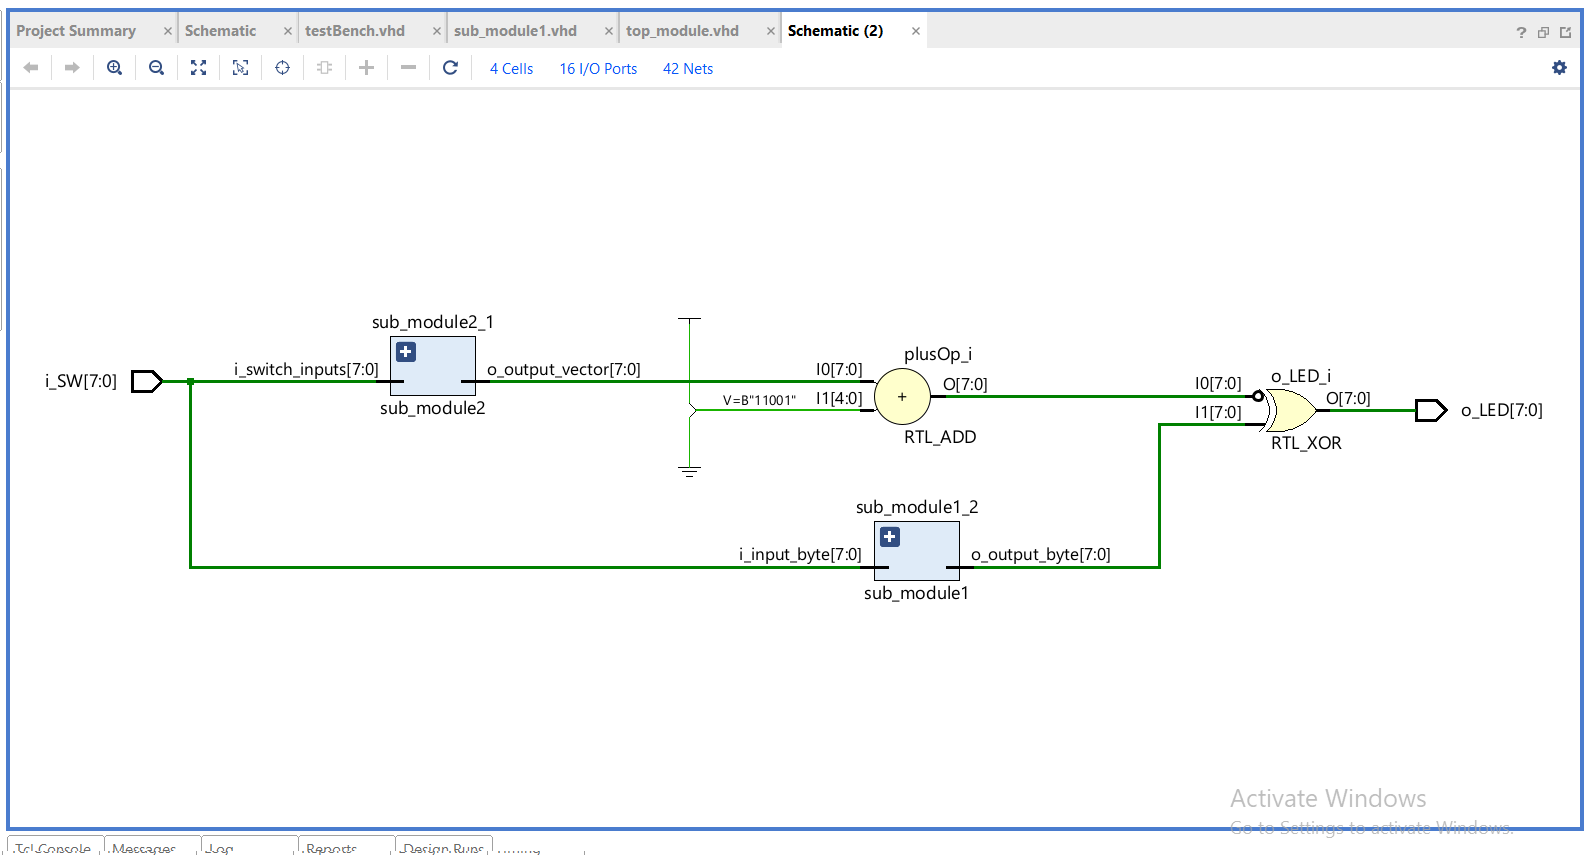 Project Summary × Schematic × testBench.vhd × sub_module1.vhd × top_module.vhd × Schematic (2) ×
4 Cells 16 I/O Ports 42 Nets
sub_module2_1
i_SW[7:0]
i_switch_inputs[7:0]
o_output_vector[7:0]
sub_module2
V=B"11001"
plusOp_i
I0[7:0]
I1[4:0]
+
O[7:0]
RTL_ADD
o_LED_i
I0[7:0]
I1[7:0]
O[7:0]
RTL_XOR
o_LED[7:0]
sub_module1_2
i_input_byte[7:0]
o_output_byte[7:0]
sub_module1
Activate Windows
Go to Settings to activate Windows.
Tcl Console Messages Log Reports Design Runs Timing